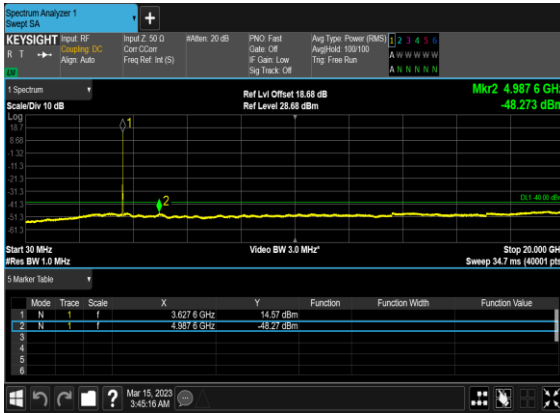 Spectrum Analyzer 1
Swept SA
+
KEYSIGHT Input: RF Input Z: 50 Ω #Atten: 20 dB PNO: Fast Avg Type: Power (RMS) 1 2 3 4 5 6
R T Coupling: DC Corr CCorr Gate: Off Avg|Hold: 100/100 A W W W W W
Align: Auto Freq Ref: Int (S) IF Gain: Low Trig: Free Run
Sig Track: Off A N N N N N
1 Spectrum Ref Lvl Offset 18.68 dB Mkr2 4.987 6 GHz
Scale/Div 10 dB Ref Level 28.68 dBm -48.273 dBm
Log
18.7
8.68
-1.32
-11.3
-21.3
-31.3
-41.3
-51.3
-61.3
1
2
DL1 -40.00 dBm
Start 30 MHz Video BW 3.0 MHz* Stop 20.000 GHz
#Res BW 1.0 MHz Sweep 34.7 ms (40001 pts)
5 Marker Table
Mode Trace Scale X Y Function Function Width Function Value
1 N 1 f 3.627 6 GHz 14.57 dBm
2 N 1 f 4.987 6 GHz -48.27 dBm
3
4
5
6
? Mar 15, 2023
3:45:16 AM